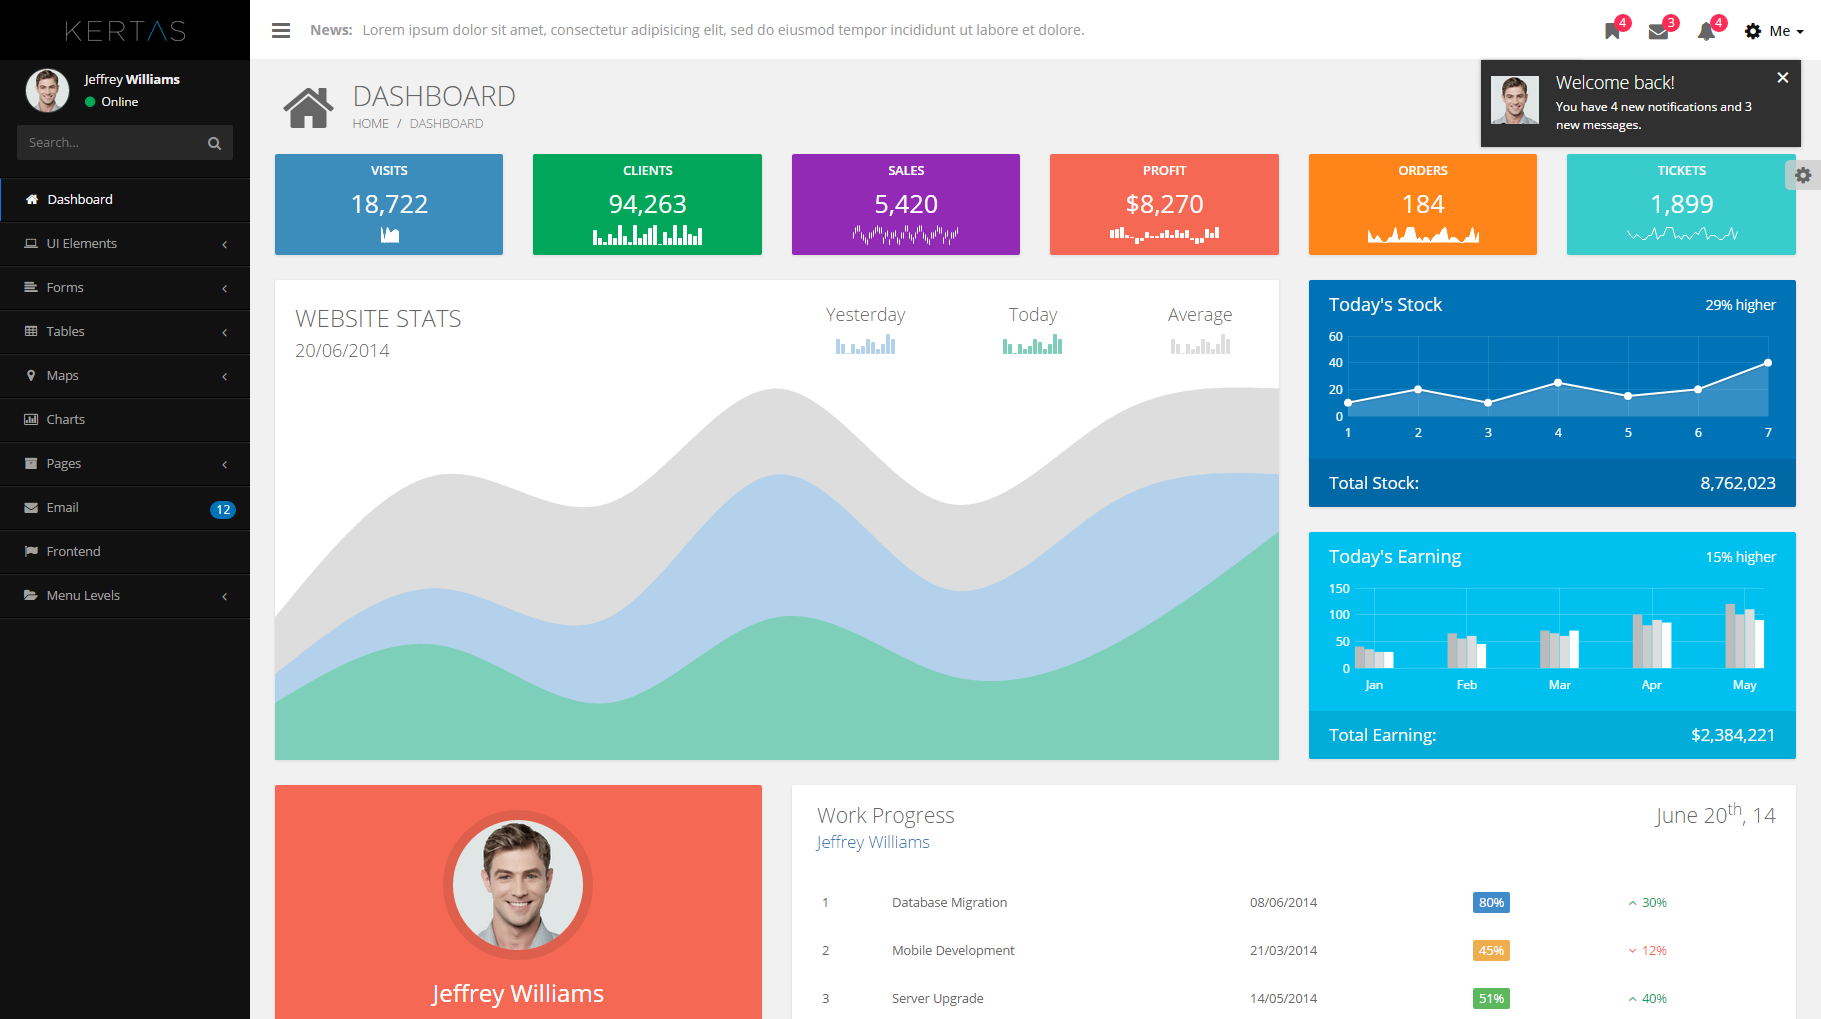 KERTAS
Jeffrey Williams
Online
Search...
Dashboard
UI Elements
Forms
Tables
Maps
Charts
Pages
Email 12
Frontend
Menu Levels
News: Lorem ipsum dolor sit amet, consectetur adipisicing elit, sed do eiusmod tempor incididunt ut labore et dolore.
4 3 4 Me
DASHBOARD
HOME / DASHBOARD
Welcome back!
You have 4 new notifications and 3
new messages.
VISITS
18,722
CLIENTS
94,263
SALES
5,420
PROFIT
$8,270
ORDERS
184
TICKETS
1,899
WEBSITE STATS
20/06/2014
Yesterday
Today
Average
Today's Stock 29% higher
60
40
20
0
1 2 3 4 5 6 7
Total Stock: 8,762,023
Today's Earning 15% higher
150
100
50
0
Jan Feb Mar Apr May
Total Earning: $2,384,221
Jeffrey Williams
Work Progress June 20th, 14
Jeffrey Williams
1 Database Migration 08/06/2014 80% 30%
2 Mobile Development 21/03/2014 45% 12%
3 Server Upgrade 14/05/2014 51% 40%